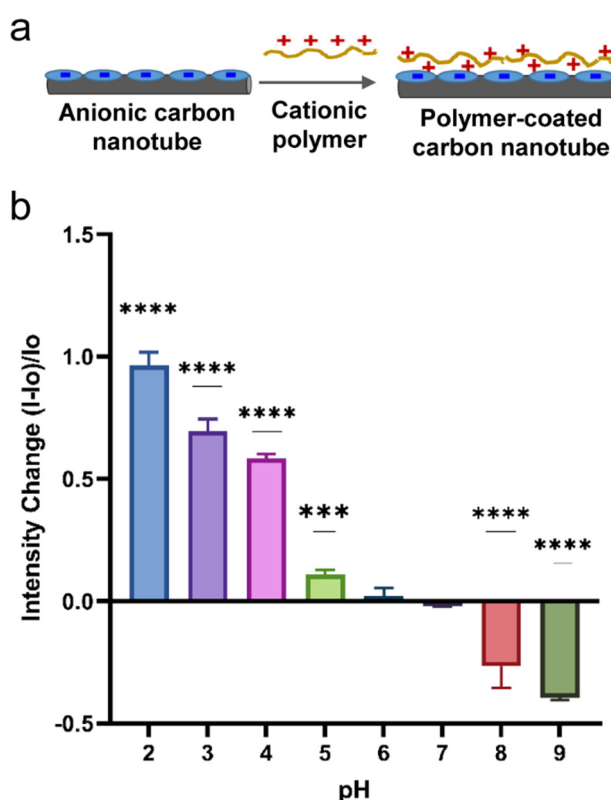 a
+ + + +
+ + + + +
+ + + +
- - - - -
- - - - -
Anionic carbon
nanotube
Cationic
polymer
Polymer-coated
carbon nanotube
b
Intensity Change (I-Io)/Io
1.5
1.0
0.5
0.0
-0.5
****
****
****
***
****
****
2 3 4 5 6 7 8 9
pH